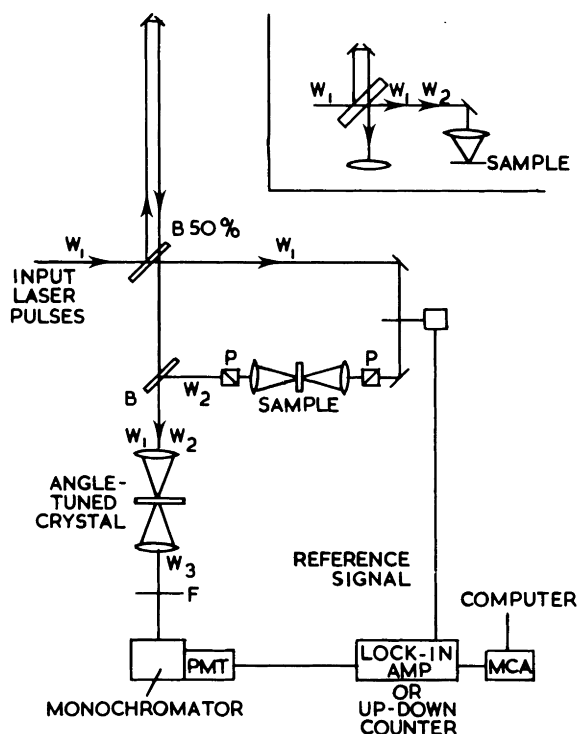 W₁
W₁
W₂
SAMPLE
B 50 %
W₁
W₁
INPUT
LASER
PULSES
P
P
B
W₂
SAMPLE
W₁
W₂
ANGLE-
TUNED
CRYSTAL
W₃
F
REFERENCE
SIGNAL
COMPUTER
PMT
LOCK-IN
AMP
MCA
OR
UP-DOWN
COUNTER
MONOCHROMATOR